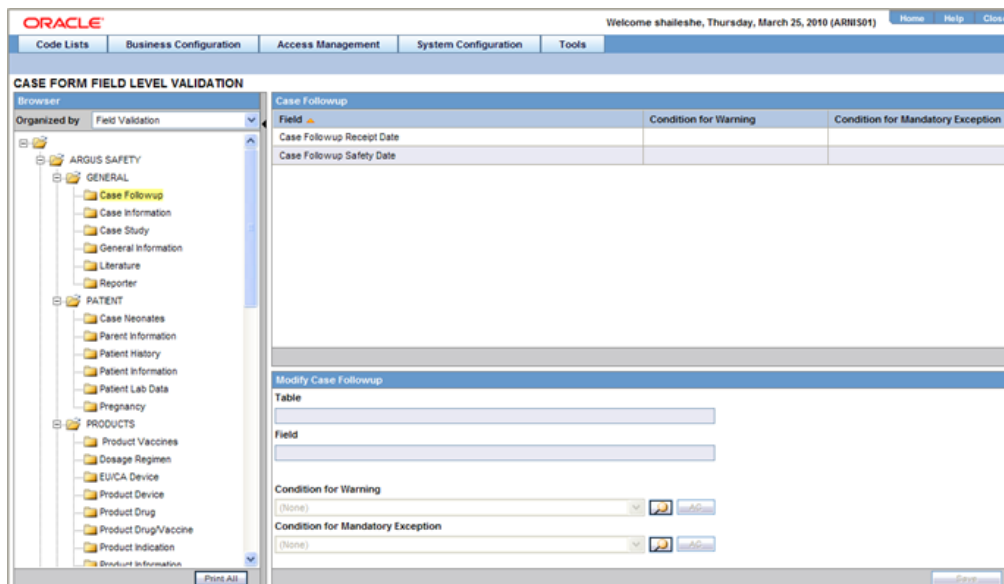 ORACLE
Welcome shaileshe, Thursday, March 25, 2010 (ARNIS01)
Home Help Close
Code Lists Business Configuration Access Management System Configuration Tools
CASE FORM FIELD LEVEL VALIDATION
Browser
Organized by Field Validation
ARGUS SAFETY
GENERAL
Case Followup
Case Information
Case Study
General Information
Literature
Reporter
PATIENT
Case Neonates
Parent Information
Patient History
Patient Information
Patient Lab Data
Pregnancy
PRODUCTS
Product Vaccines
Dosage Regimen
EU/CA Device
Product Device
Product Drug
Product Drug/Vaccine
Product Indication
Product Information
Print All
Case Followup
Field Condition for Warning Condition for Mandatory Exception
Case Followup Receipt Date
Case Followup Safety Date
Modify Case Followup
Table
Field
Condition for Warning
(None) AC...
Condition for Mandatory Exception
(None) AC...
Save